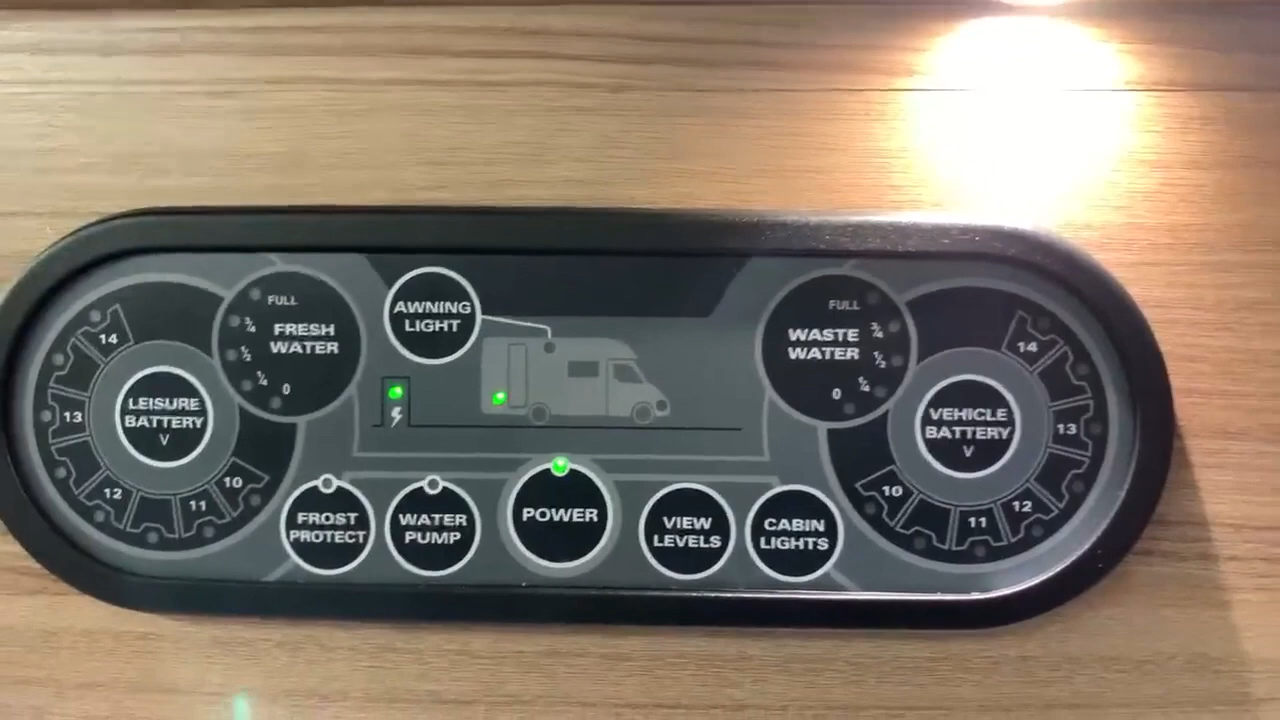 14
13
12
11
10
LEISURE
BATTERY
V
FULL
3/4
1/2
1/4
0
FRESH
WATER
AWNING
LIGHT
WASTE
WATER
FULL
3/4
1/2
1/4
0
VEHICLE
BATTERY
V
14
13
12
11
10
FROST
PROTECT
WATER
PUMP
POWER
VIEW
LEVELS
CABIN
LIGHTS